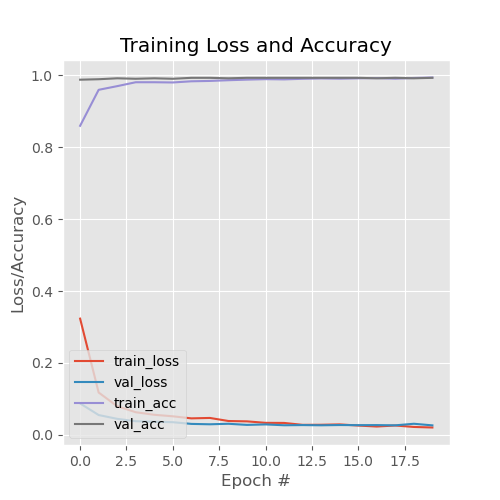 Training Loss and Accuracy
1.0
0.8
0.6
0.4
0.2
0.0
Loss/Accuracy
train_loss
val_loss
train_acc
val_acc
0.0 2.5 5.0 7.5 10.0 12.5 15.0 17.5
Epoch #